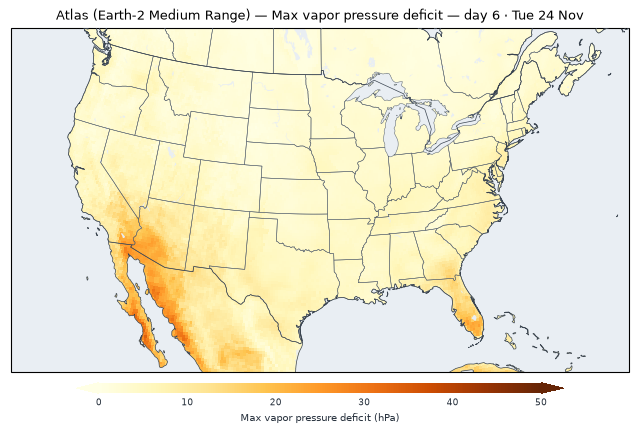 Atlas (Earth-2 Medium Range) — Max vapor pressure deficit — day 6 · Tue 24 Nov
0 10 20 30 40 50
Max vapor pressure deficit (hPa)